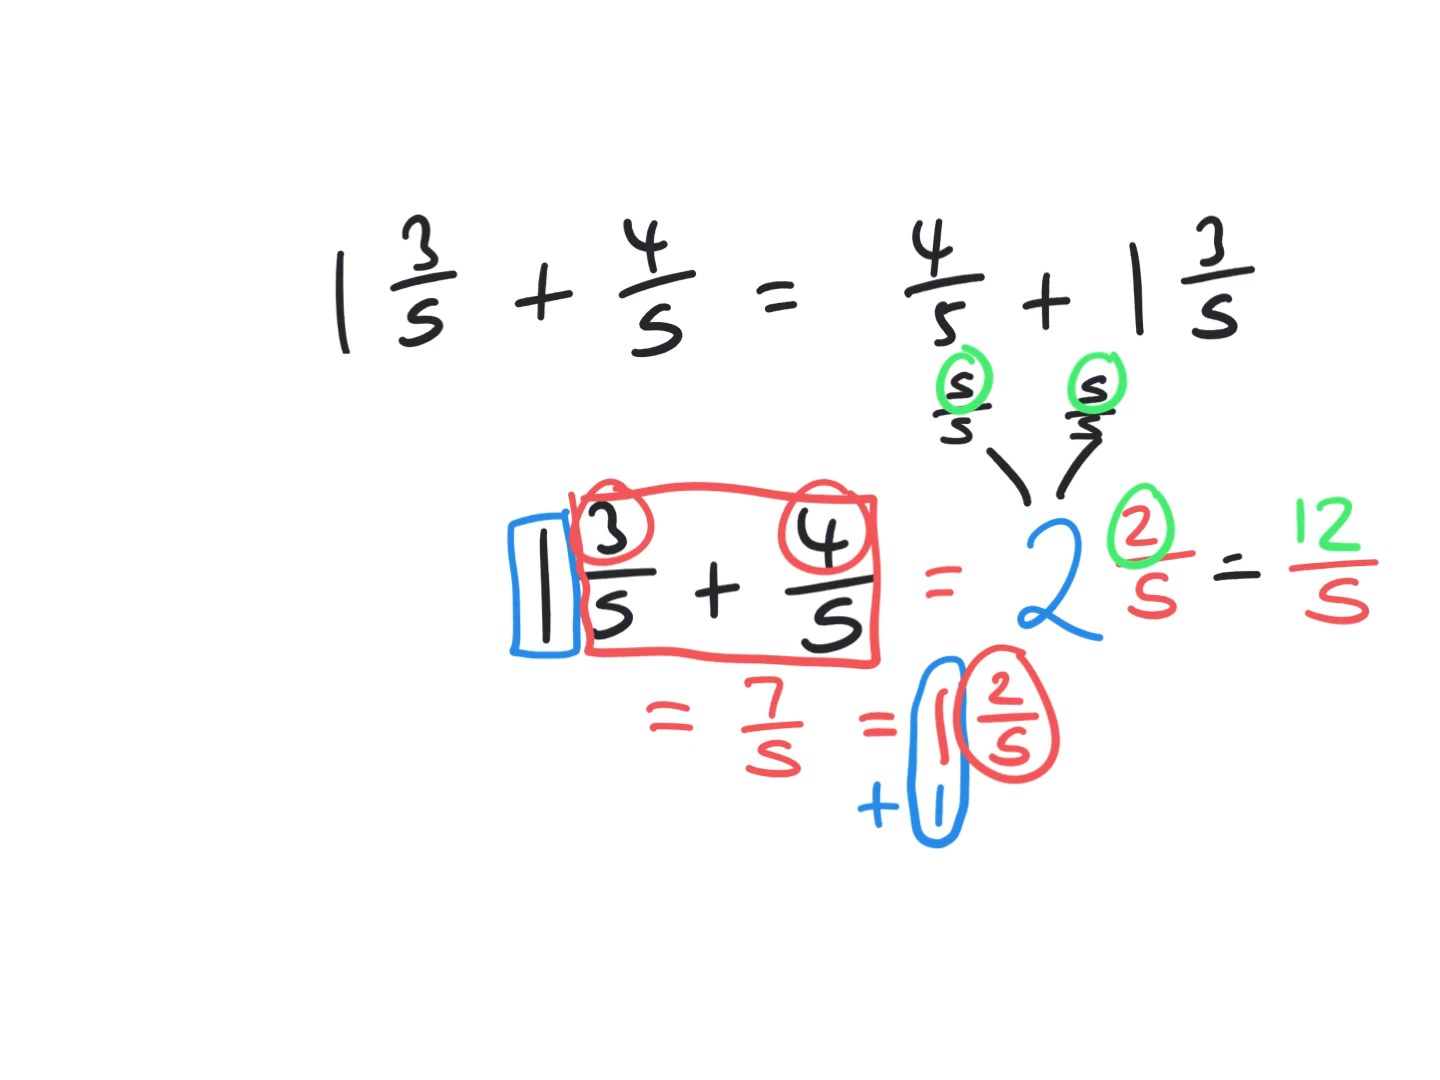 1 3/5 + 4/5 = 4/5 + 1 3/5
5/5 5/5
1 3/5 + 4/5 = 2 2/5 = 12/5
= 7/5 = 1 2/5
+ 1